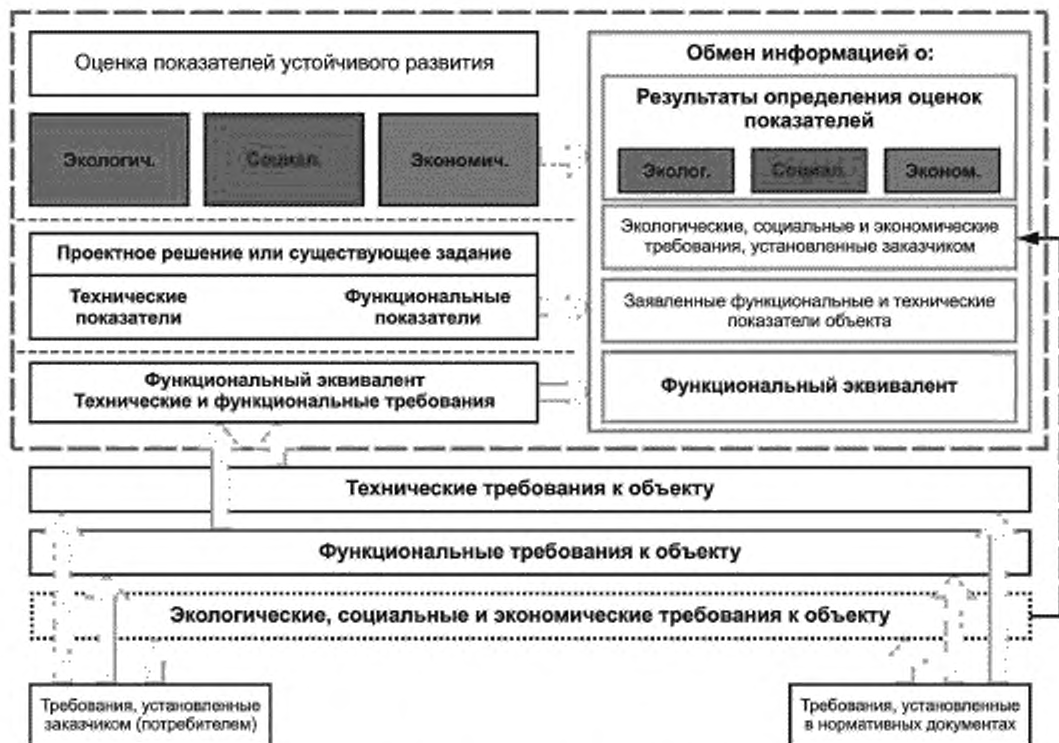 Оценка показателей устойчивого развития
Экологич.
Социал.
Экономич.
Проектное решение или существующее задание
Технические
показатели
Функциональные
показатели
Функциональный эквивалент
Технические и функциональные требования
Обмен информацией о:
Результаты определения оценок
показателей
Эколог.
Социал.
Эконом.
Экологические, социальные и экономические
требования, установленные заказчиком
Заявленные функциональные и технические
показатели объекта
Функциональный эквивалент
Технические требования к объекту
Функциональные требования к объекту
Экологические, социальные и экономические требования к объекту
Требования, установленные
заказчиком (потребителем)
Требования, установленные
в нормативных документах